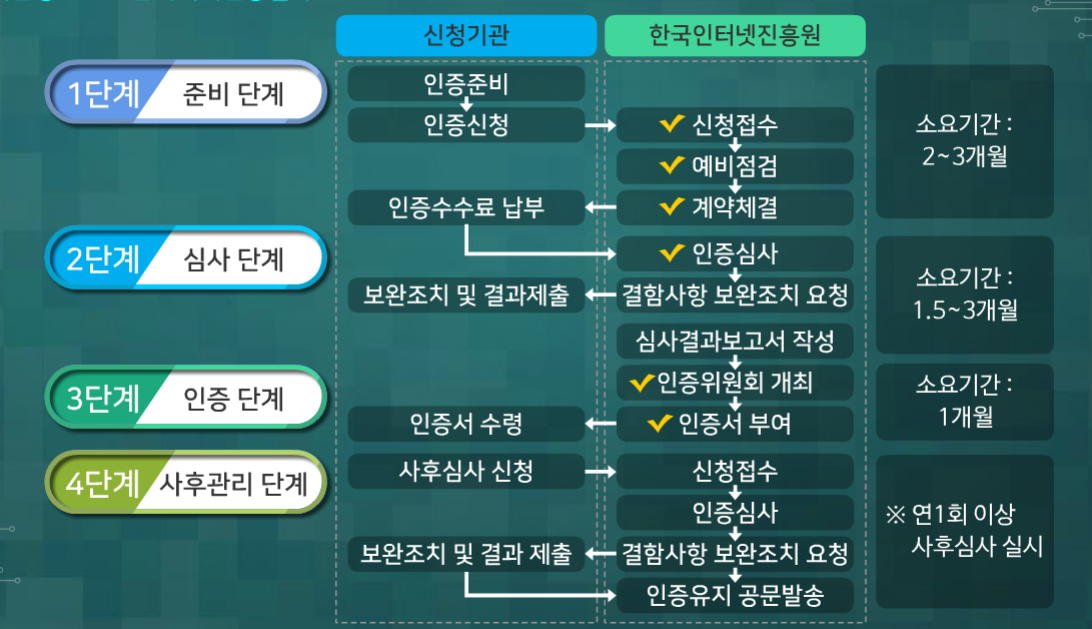 신청기관
한국인터넷진흥원
1단계 준비 단계
인증준비
인증신청
신청접수
예비점검
인증수수료 납부
계약체결
소요기간 :
2~3개월
2단계 심사 단계
인증심사
보완조치 및 결과제출
결함사항 보완조치 요청
심사결과보고서 작성
소요기간 :
1.5~3개월
3단계 인증 단계
인증위원회 개최
인증서 수령
인증서 부여
소요기간 :
1개월
4단계 사후관리 단계
사후심사 신청
신청접수
인증심사
보완조치 및 결과 제출
결함사항 보완조치 요청
인증유지 공문발송
※ 연1회 이상
사후심사 실시